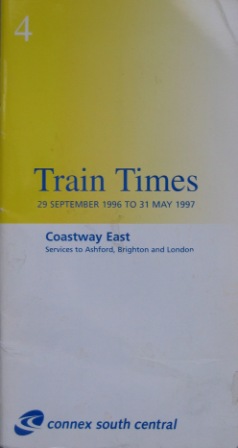 4
Train Times
29 SEPTEMBER 1996 TO 31 MAY 1997
Coastway East
Services to Ashford, Brighton and London
connex south central